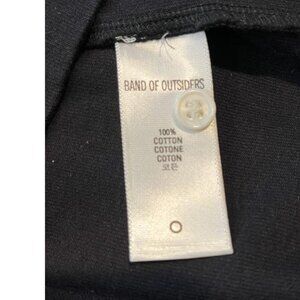 BAND OF OUTSIDERS
100%
COTTON
COTONE
COTON
코튼